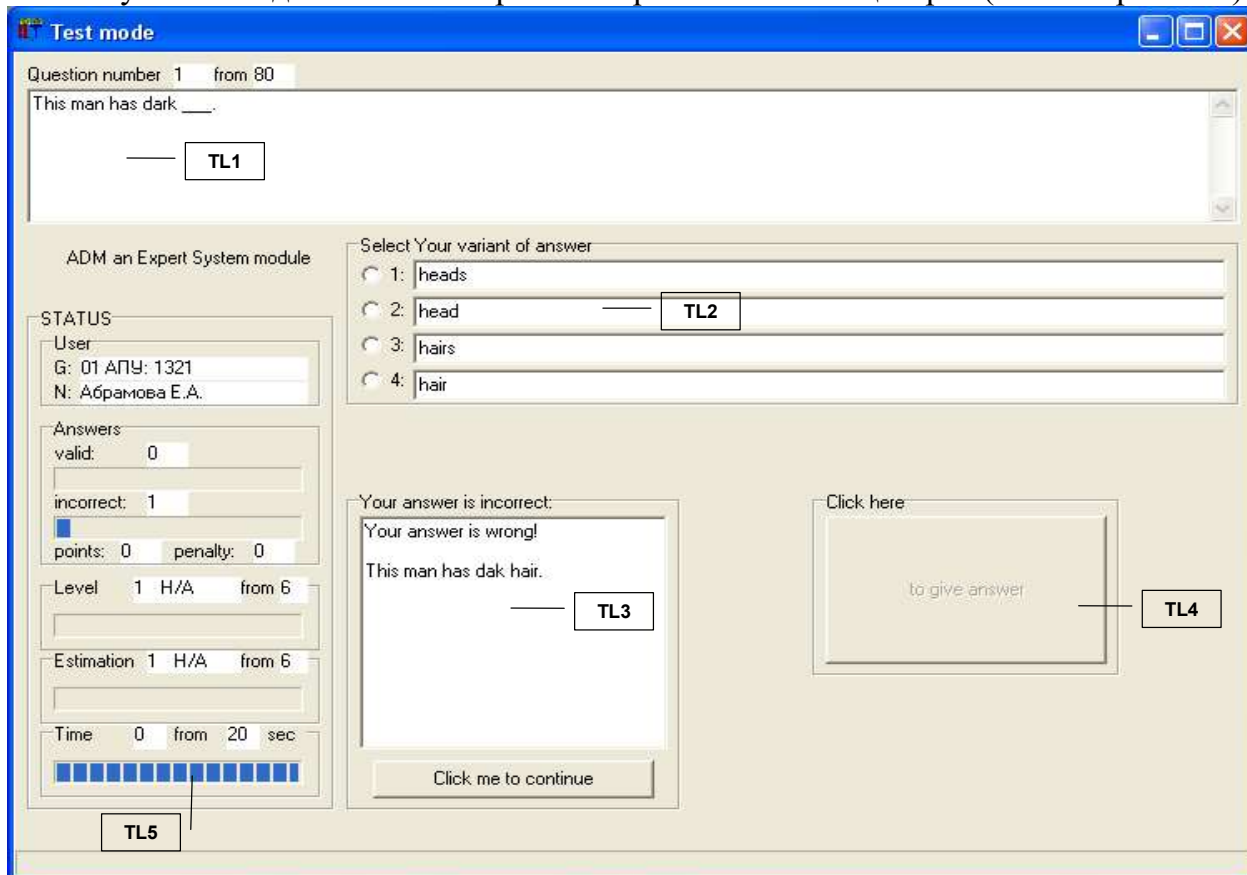 Test mode
Question number 1 from 80
This man has dark ___.
TL1
ADM an Expert System module
Select Your variant of answer
1: heads
2: head
TL2
3: hairs
4: hair
STATUS
User
G: 01 АПУ: 1321
N: Абрамова Е.А.
Answers
valid: 0
incorrect: 1
points: 0 penalty: 0
Level 1 H/A from 6
Estimation 1 H/A from 6
Time 0 from 20 sec
TL5
Your answer is incorrect:
Your answer is wrong!
This man has dak hair.
TL3
Click me to continue
Click here
to give answer
TL4